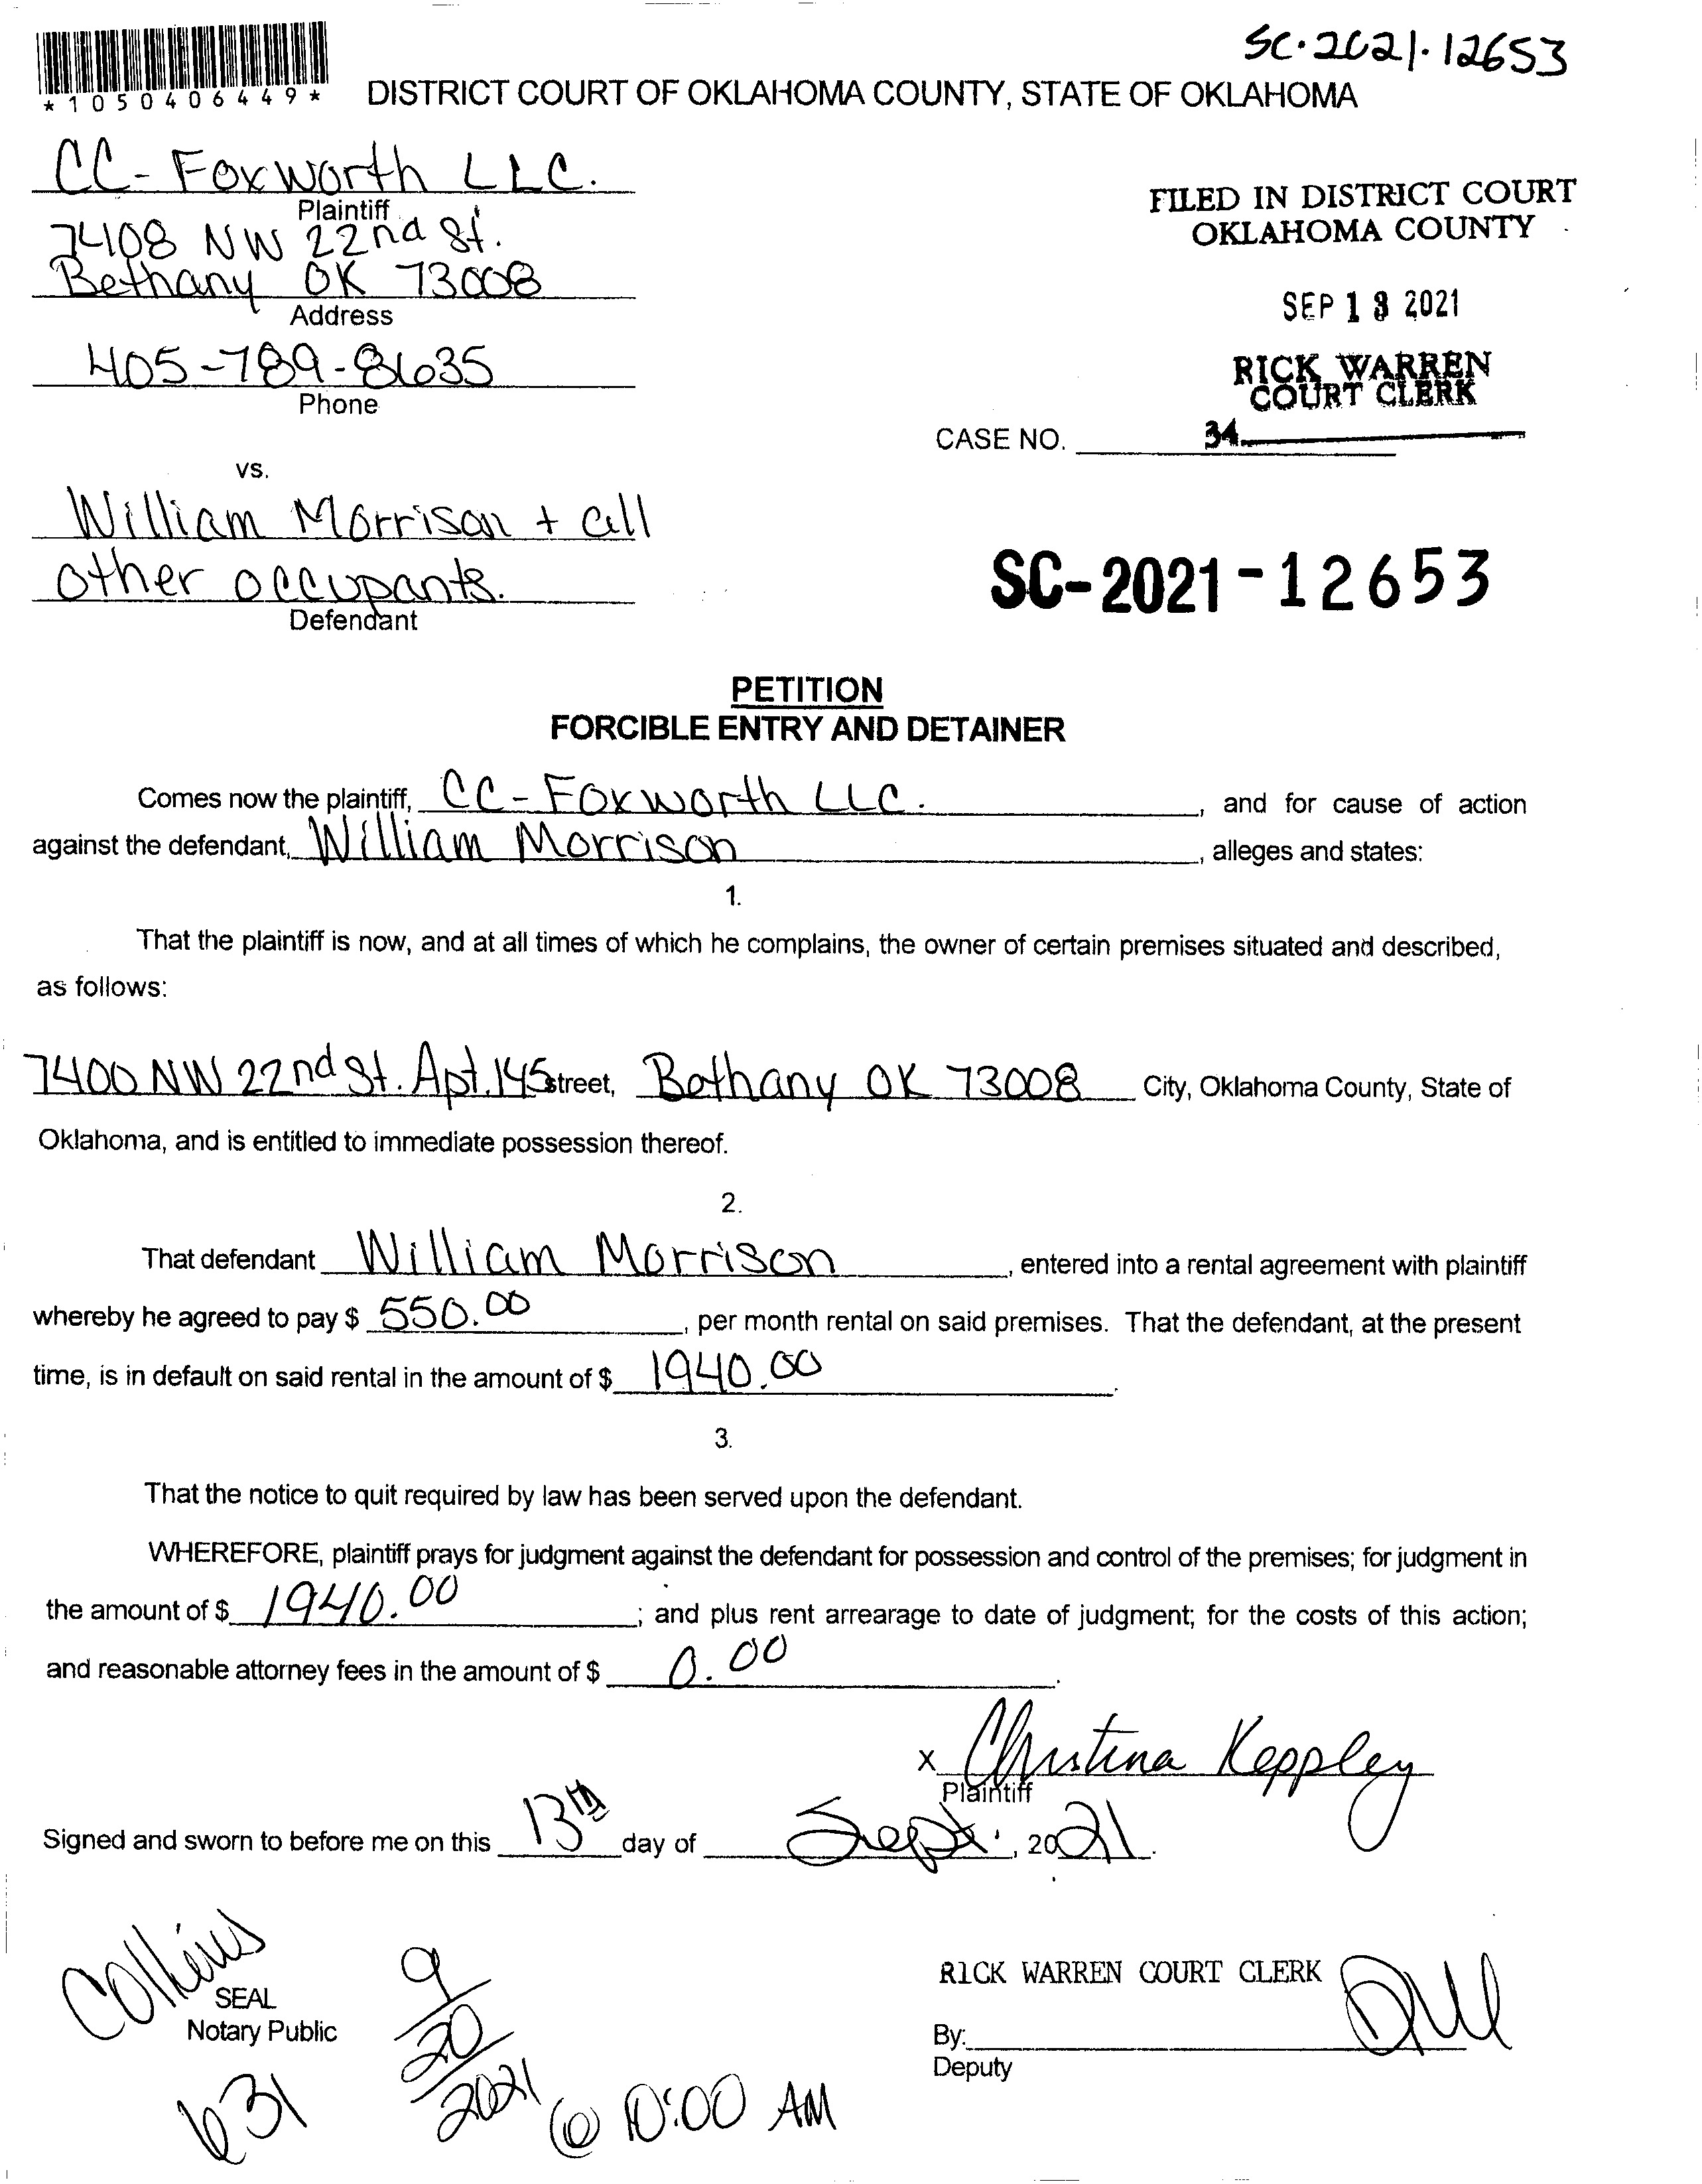 SC-2021-12653
*1050406449*
DISTRICT COURT OF OKLAHOMA COUNTY, STATE OF OKLAHOMA
CC-Foxworth LLC.
Plaintiff
7408 NW 22nd St.
Bethany OK 73008
Address
405-789-8635
Phone
FILED IN DISTRICT COURT
OKLAHOMA COUNTY
SEP 13 2021
RICK WARREN
COURT CLERK
CASE NO. 34
vs.
William Morrison + all
other occupants.
Defendant
SC-2021-12653
PETITION
FORCIBLE ENTRY AND DETAINER
Comes now the plaintiff, CC-Foxworth LLC. , and for cause of action
against the defendant, William Morrison , alleges and states:
1.
That the plaintiff is now, and at all times of which he complains, the owner of certain premises situated and described,
as follows:
7400 NW 22nd St. Apt. 145 street, Bethany OK 73008 City, Oklahoma County, State of
Oklahoma, and is entitled to immediate possession thereof.
2.
That defendant William Morrison , entered into a rental agreement with plaintiff
whereby he agreed to pay $ 550.00 , per month rental on said premises. That the defendant, at the present
time, is in default on said rental in the amount of $ 1940.00 .
3.
That the notice to quit required by law has been served upon the defendant.
WHEREFORE, plaintiff prays for judgment against the defendant for possession and control of the premises; for judgment in
the amount of $ 1940.00 ; and plus rent arrearage to date of judgment; for the costs of this action;
and reasonable attorney fees in the amount of $ 0.00 .
X Christina Keppley
Plaintiff
Signed and sworn to before me on this 13th day of Sept. , 2021.
Collins
SEAL
Notary Public
631
9/20/2021 @ 10:00 AM
RICK WARREN COURT CLERK
By:
Deputy